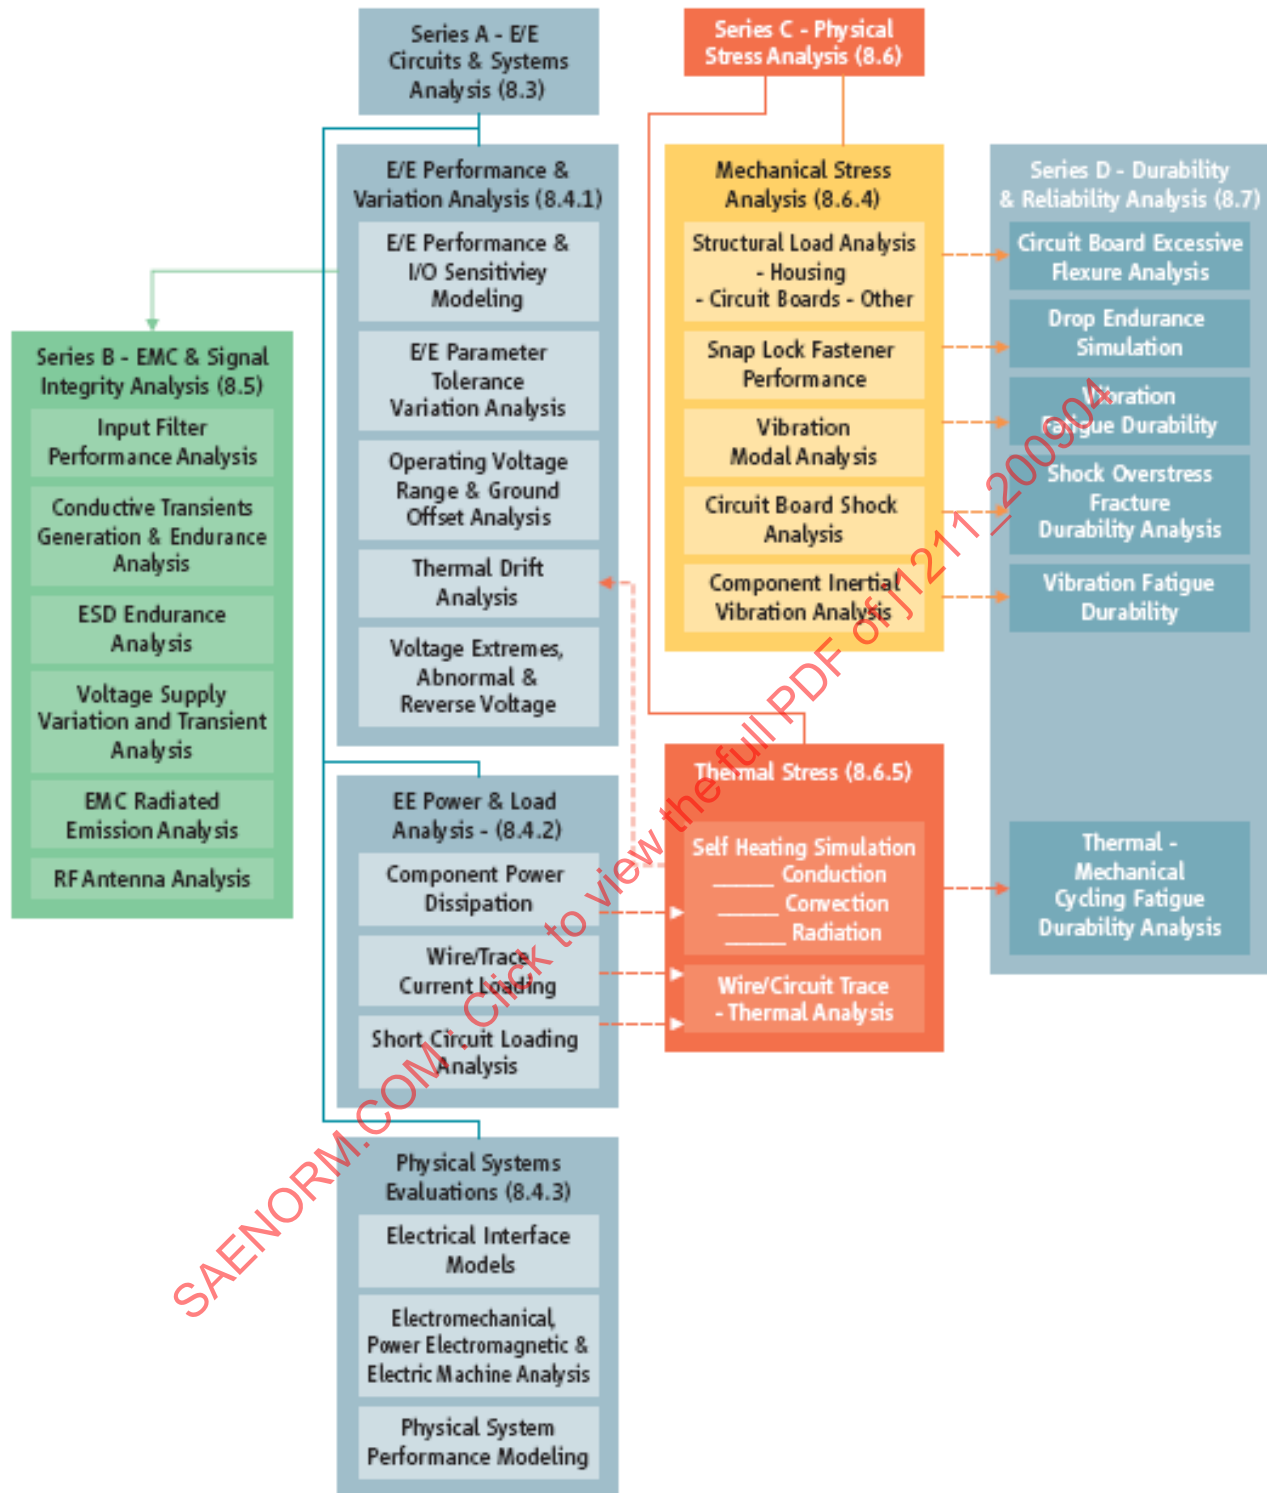 Series A - E/E
Circuits & Systems
Analysis (8.3)
E/E Performance &
Variation Analysis (8.4.1)
E/E Performance &
I/O Sensitiviey
Modeling
E/E Parameter
Tolerance
Variation Analysis
Operating Voltage
Range & Ground
Offset Analysis
Thermal Drift
Analysis
Voltage Extremes,
Abnormal &
Reverse Voltage
Series B - EMC & Signal
Integrity Analysis (8.5)
Input Filter
Performance Analysis
Conductive Transients
Generation & Endurance
Analysis
ESD Endurance
Analysis
Voltage Supply
Variation and Transient
Analysis
EMC Radiated
Emission Analysis
RF Antenna Analysis
EE Power & Load
Analysis - (8.4.2)
Component Power
Dissipation
Wire/Trace
Current Loading
Short Circuit Loading
Analysis
Physical Systems
Evaluations (8.4.3)
Electrical Interface
Models
Electromechanical,
Power Electromagnetic &
Electric Machine Analysis
Physical System
Performance Modeling
Series C - Physical
Stress Analysis (8.6)
Mechanical Stress
Analysis (8.6.4)
Structural Load Analysis
- Housing
- Circuit Boards - Other
Snap Lock Fastener
Performance
Vibration
Modal Analysis
Circuit Board Shock
Analysis
Component Inertial
Vibration Analysis
Thermal Stress (8.6.5)
Self Heating Simulation
______ Conduction
______ Convection
______ Radiation
Wire/Circuit Trace
- Thermal Analysis
Series D - Durability
& Reliability Analysis (8.7)
Circuit Board Excessive
Flexure Analysis
Drop Endurance
Simulation
Vibration
Fatigue Durability
Shock Overstress
Fracture
Durability Analysis
Vibration Fatigue
Durability
Thermal -
Mechanical
Cycling Fatigue
Durability Analysis
SAENORM.COM : Click to view the full PDF of j1211_200904